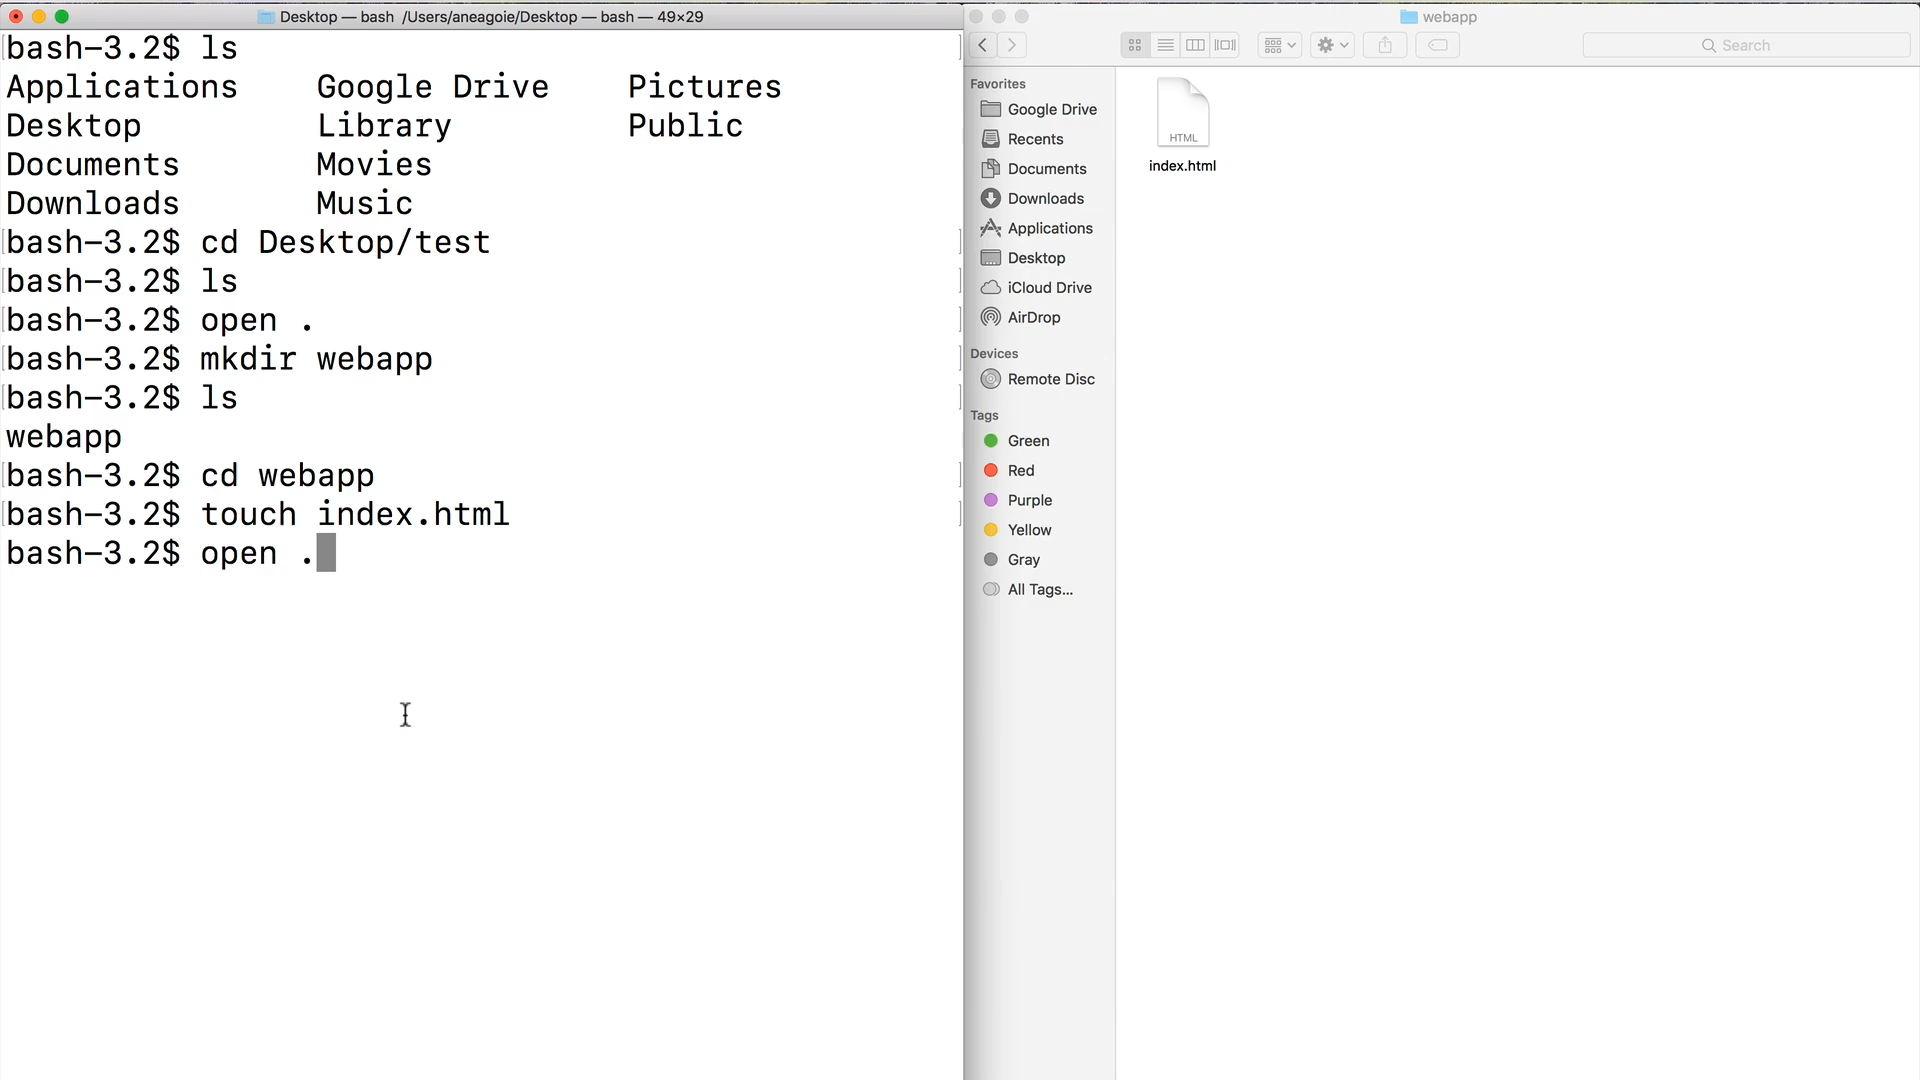 Desktop — bash  /Users/aneagoie/Desktop — bash — 49×29
bash-3.2$ ls
Applications    Google Drive    Pictures
Desktop         Library         Public
Documents       Movies
Downloads       Music
bash-3.2$ cd Desktop/test
bash-3.2$ ls
bash-3.2$ open .
bash-3.2$ mkdir webapp
bash-3.2$ ls
webapp
bash-3.2$ cd webapp
bash-3.2$ touch index.html
bash-3.2$ open .
webapp
Search
Favorites
Google Drive
Recents
Documents
Downloads
Applications
Desktop
iCloud Drive
AirDrop
Devices
Remote Disc
Tags
Green
Red
Purple
Yellow
Gray
All Tags...
HTML
index.html